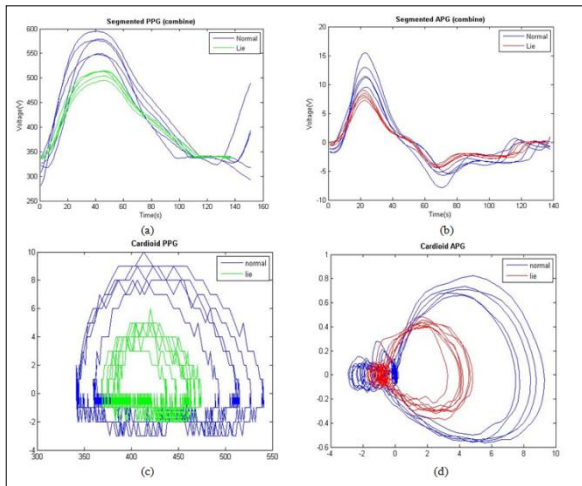 Segmented PPG (combine)
Normal
Lie
Voltage(V)
600
550
500
450
400
350
300
250
0 20 40 60 80 100 120 140 160
Time(s)
(a)
Segmented APG (combine)
Normal
Lie
Voltage(V)
20
15
10
5
0
-5
-10
0 20 40 60 80 100 120 140
Time(s)
(b)
Cardioid PPG
normal
lie
10
8
6
4
2
0
-2
-4
300 350 400 450 500 550
(c)
Cardioid APG
normal
lie
1
0.8
0.6
0.4
0.2
0
-0.2
-0.4
-0.6
-4 -2 0 2 4 6 8 10
(d)